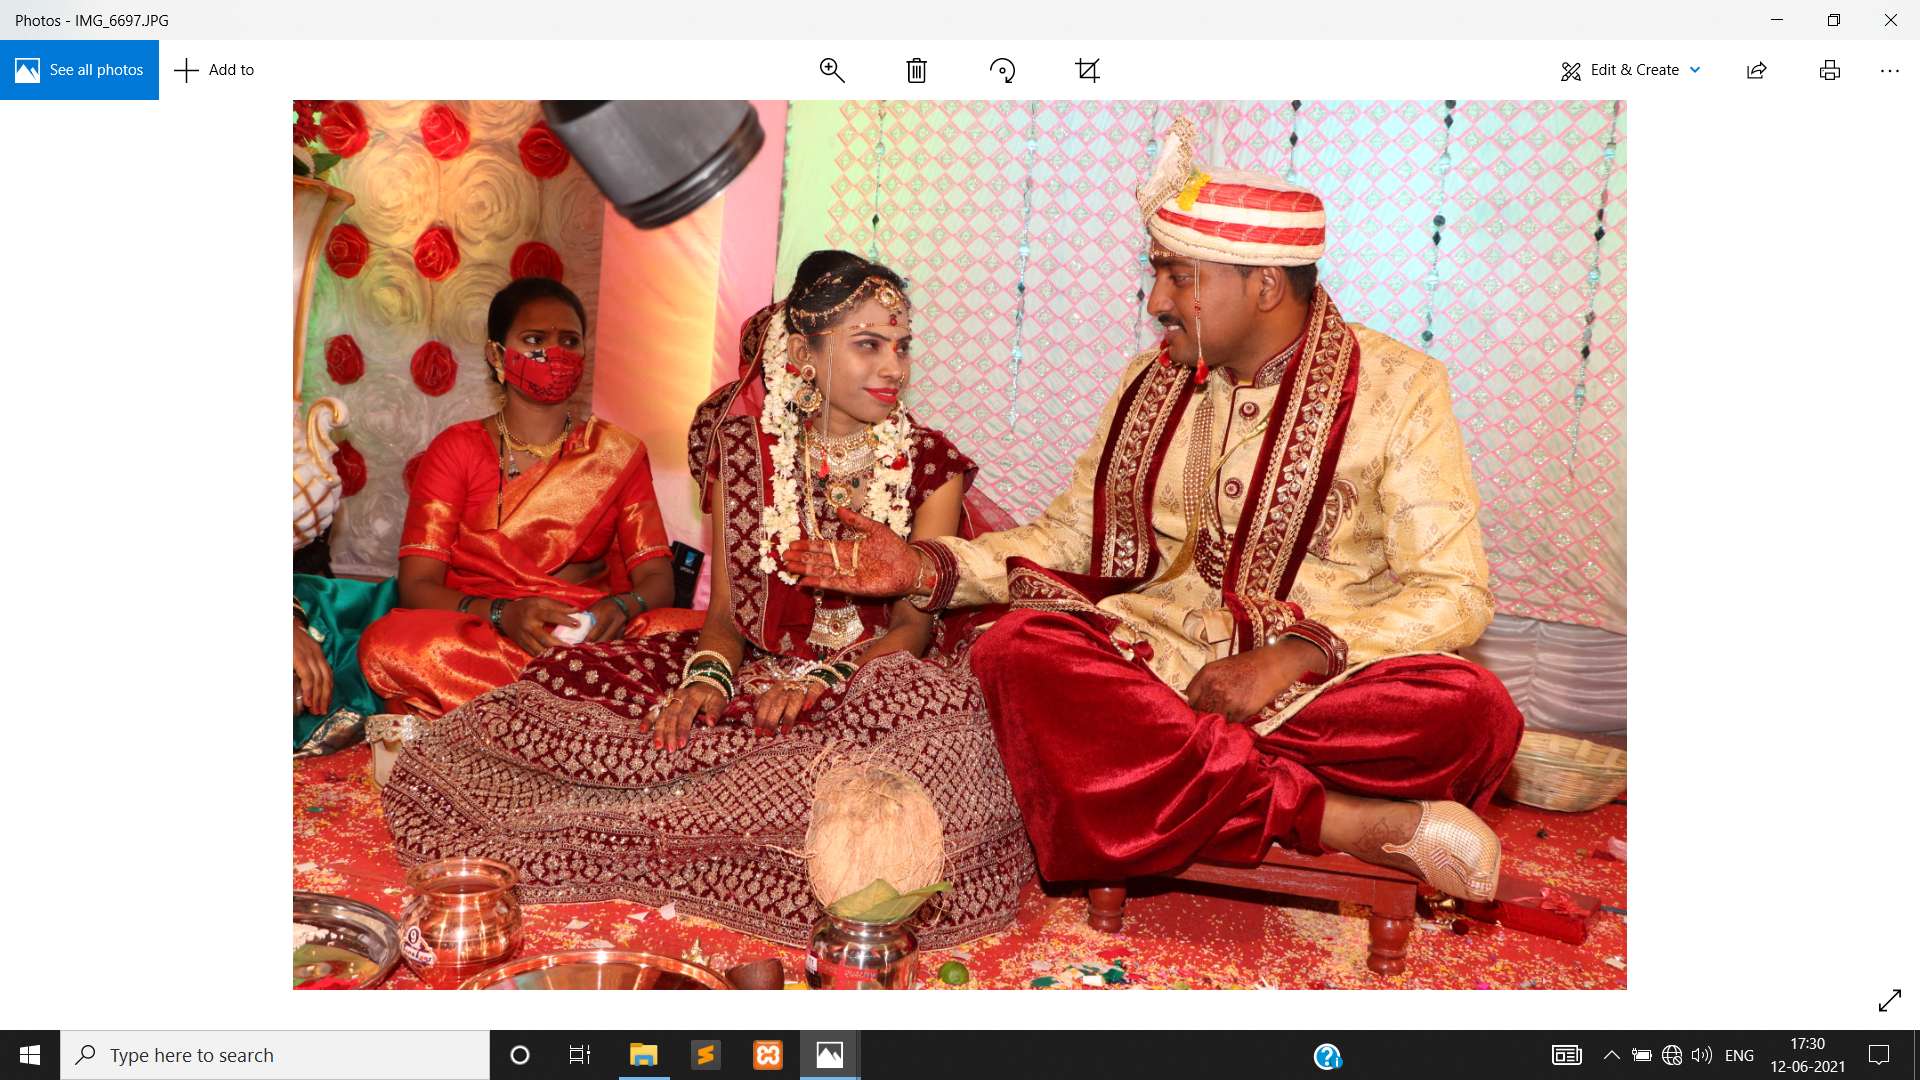 Photos - IMG_6697.JPG
See all photos
Add to
Edit & Create
9
Type here to search
ENG
17:30
12-06-2021